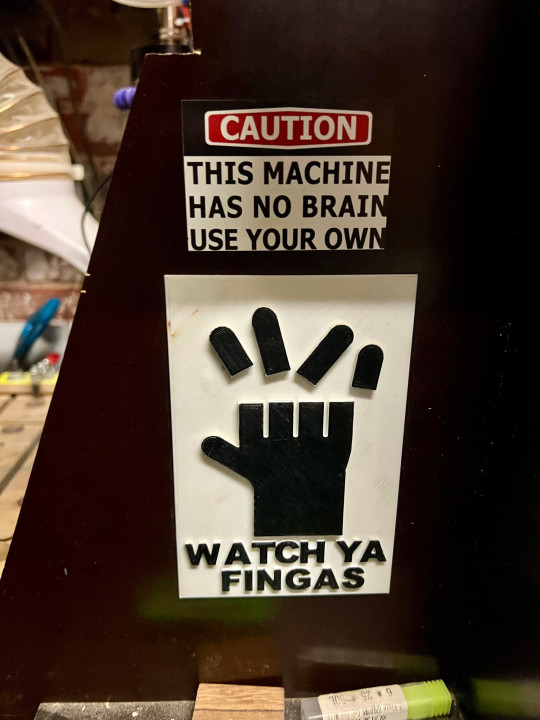 CAUTION
THIS MACHINE
HAS NO BRAIN
USE YOUR OWN
WATCH YA
FINGAS